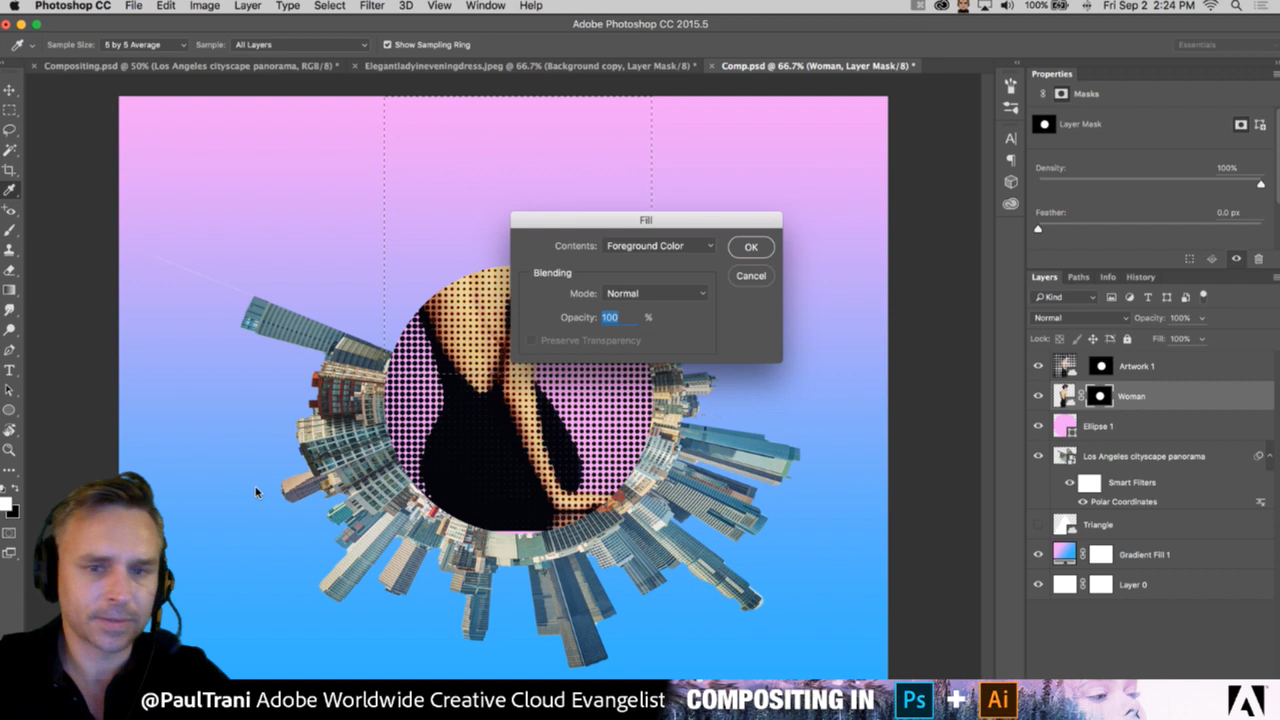 Photoshop CC File Edit Image Layer Type Select Filter 3D View Window Help 100% Fri Sep 2 2:24 PM
Adobe Photoshop CC 2015.5
Sample Size: 5 by 5 Average Sample: All Layers Show Sampling Ring Essentials
Compositing.psd @ 50% (Los Angeles cityscape panorama, RGB/8) * Elegantladyineveningdress.jpeg @ 66.7% (Background copy, Layer Mask/8) * Comp.psd @ 66.7% (Woman, Layer Mask/8) *
Properties
Masks
Layer Mask
Density: 100%
Feather: 0.0 px
Fill
Contents: Foreground Color OK
Blending Cancel
Mode: Normal
Opacity: 100 %
Preserve Transparency
Layers Paths Info History
Kind
Normal Opacity: 100%
Lock: Fill: 100%
Artwork 1
Woman
Ellipse 1
Los Angeles cityscape panorama
Smart Filters
Polar Coordinates
Triangle
Gradient Fill 1
Layer 0
@PaulTrani Adobe Worldwide Creative Cloud Evangelist COMPOSITING IN Ps + Ai